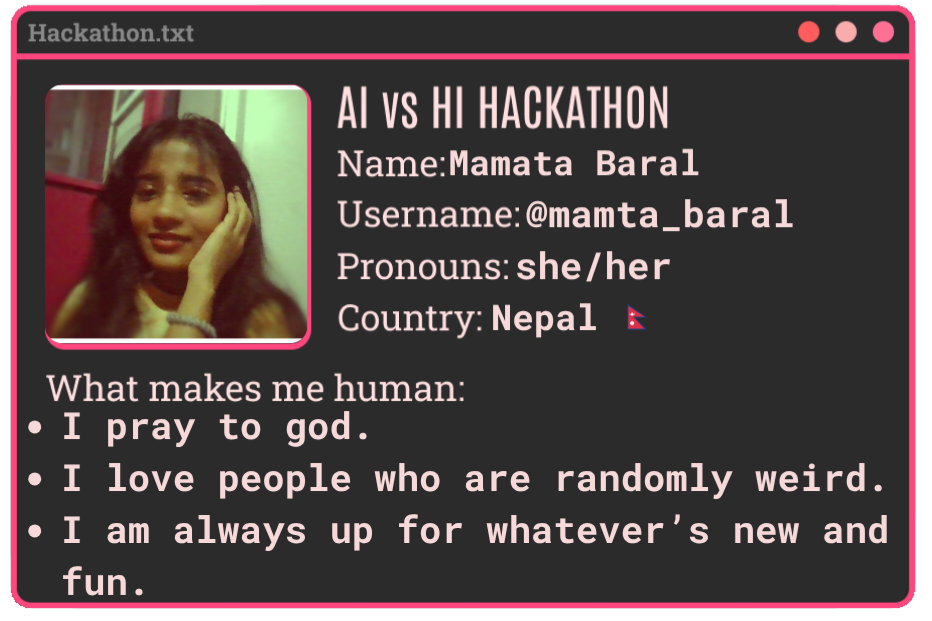 Hackathon.txt
AI vs HI HACKATHON
Name:Mamata Baral
Username:@mamta_baral
Pronouns: she/her
Country: Nepal 🇳🇵
What makes me human:
• I pray to god.
• I love people who are randomly weird.
• I am always up for whatever’s new and
fun.